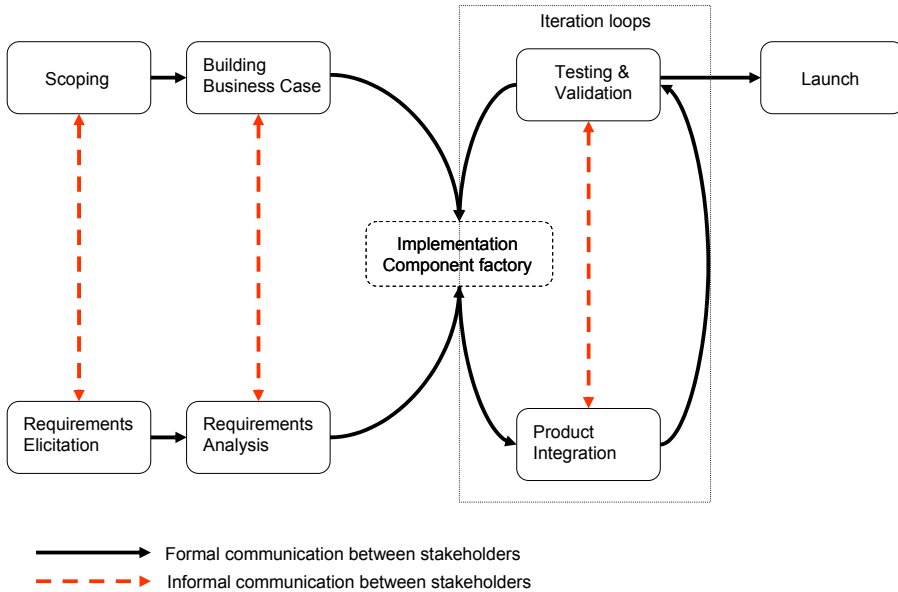 Iteration loops
Scoping
Building
Business Case
Testing &
Validation
Launch
Implementation
Component factory
Requirements
Elicitation
Requirements
Analysis
Product
Integration
Formal communication between stakeholders
Informal communication between stakeholders